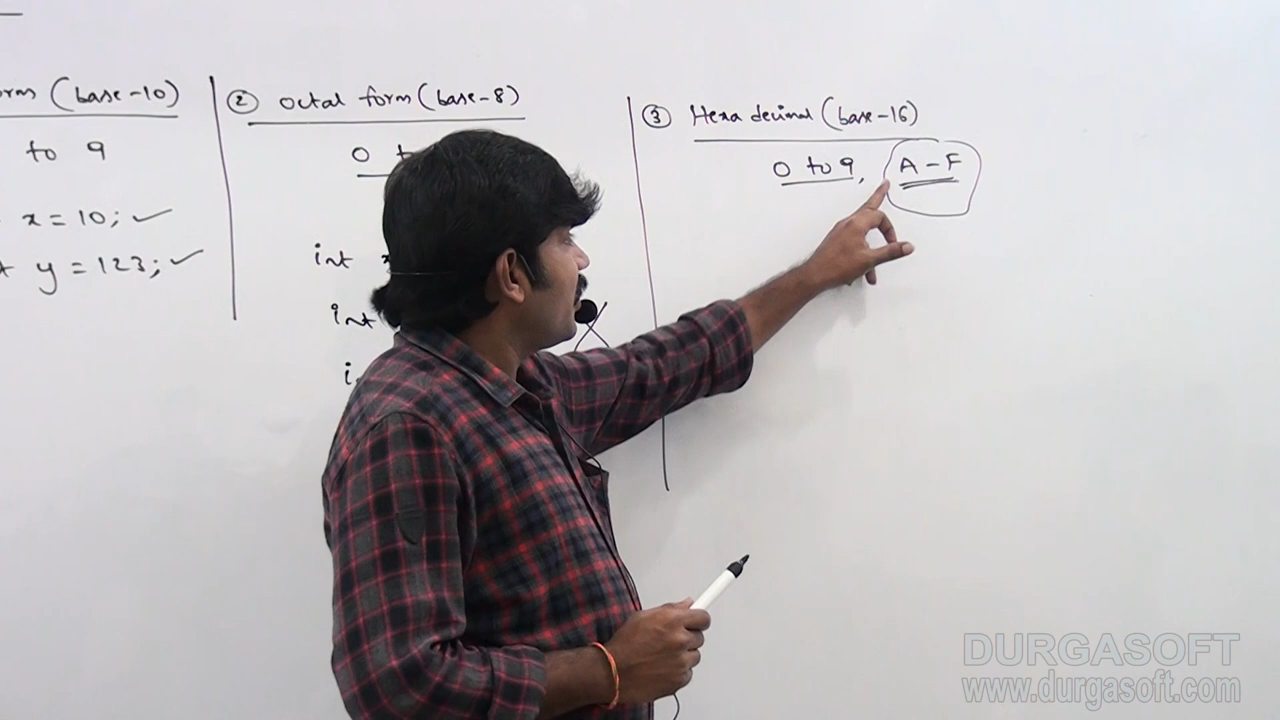 (base-10)
to 9
x = 10; ✓
y = 123; ✓
② octal form (base-8)
0
int
int
③ Hexa decimal (base-16)
0 to 9, A - F
DURGASOFT
www.durgasoft.com